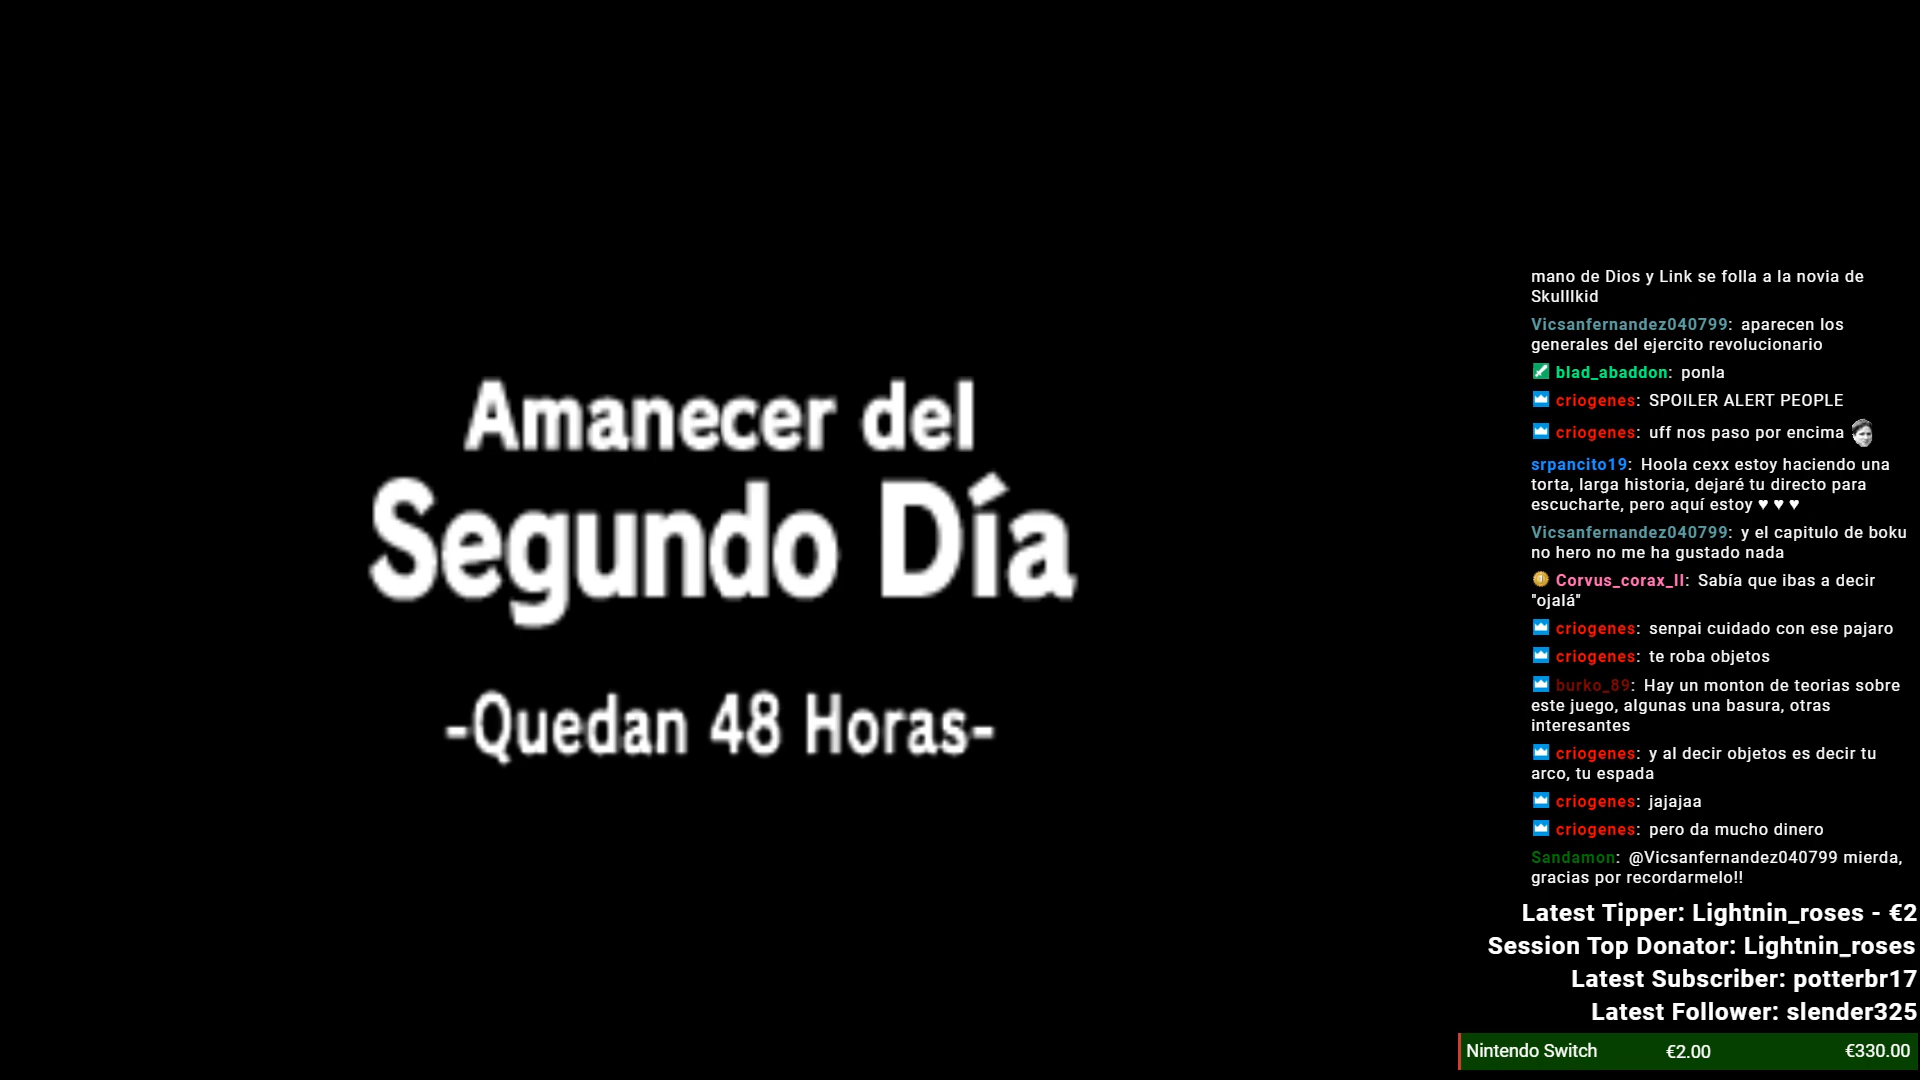 Amanecer del
Segundo Día
-Quedan 48 Horas-
mano de Dios y Link se folla a la novia de
Skulllkid
Vicsanfernandez040799: aparecen los
generales del ejercito revolucionario
blad_abaddon: ponla
criogenes: SPOILER ALERT PEOPLE
criogenes: uff nos paso por encima
srpancito19: Hoola cexx estoy haciendo una
torta, larga historia, dejaré tu directo para
escucharte, pero aquí estoy ♥ ♥ ♥
Vicsanfernandez040799: y el capitulo de boku
no hero no me ha gustado nada
Corvus_corax_II: Sabía que ibas a decir
"ojalá"
criogenes: senpai cuidado con ese pajaro
criogenes: te roba objetos
burko_89: Hay un monton de teorias sobre
este juego, algunas una basura, otras
interesantes
criogenes: y al decir objetos es decir tu
arco, tu espada
criogenes: jajajaa
criogenes: pero da mucho dinero
Sandamon: @Vicsanfernandez040799 mierda,
gracias por recordarmelo!!
Latest Tipper: Lightnin_roses - €2
Session Top Donator: Lightnin_roses
Latest Subscriber: potterbr17
Latest Follower: slender325
Nintendo Switch €2.00 €330.00